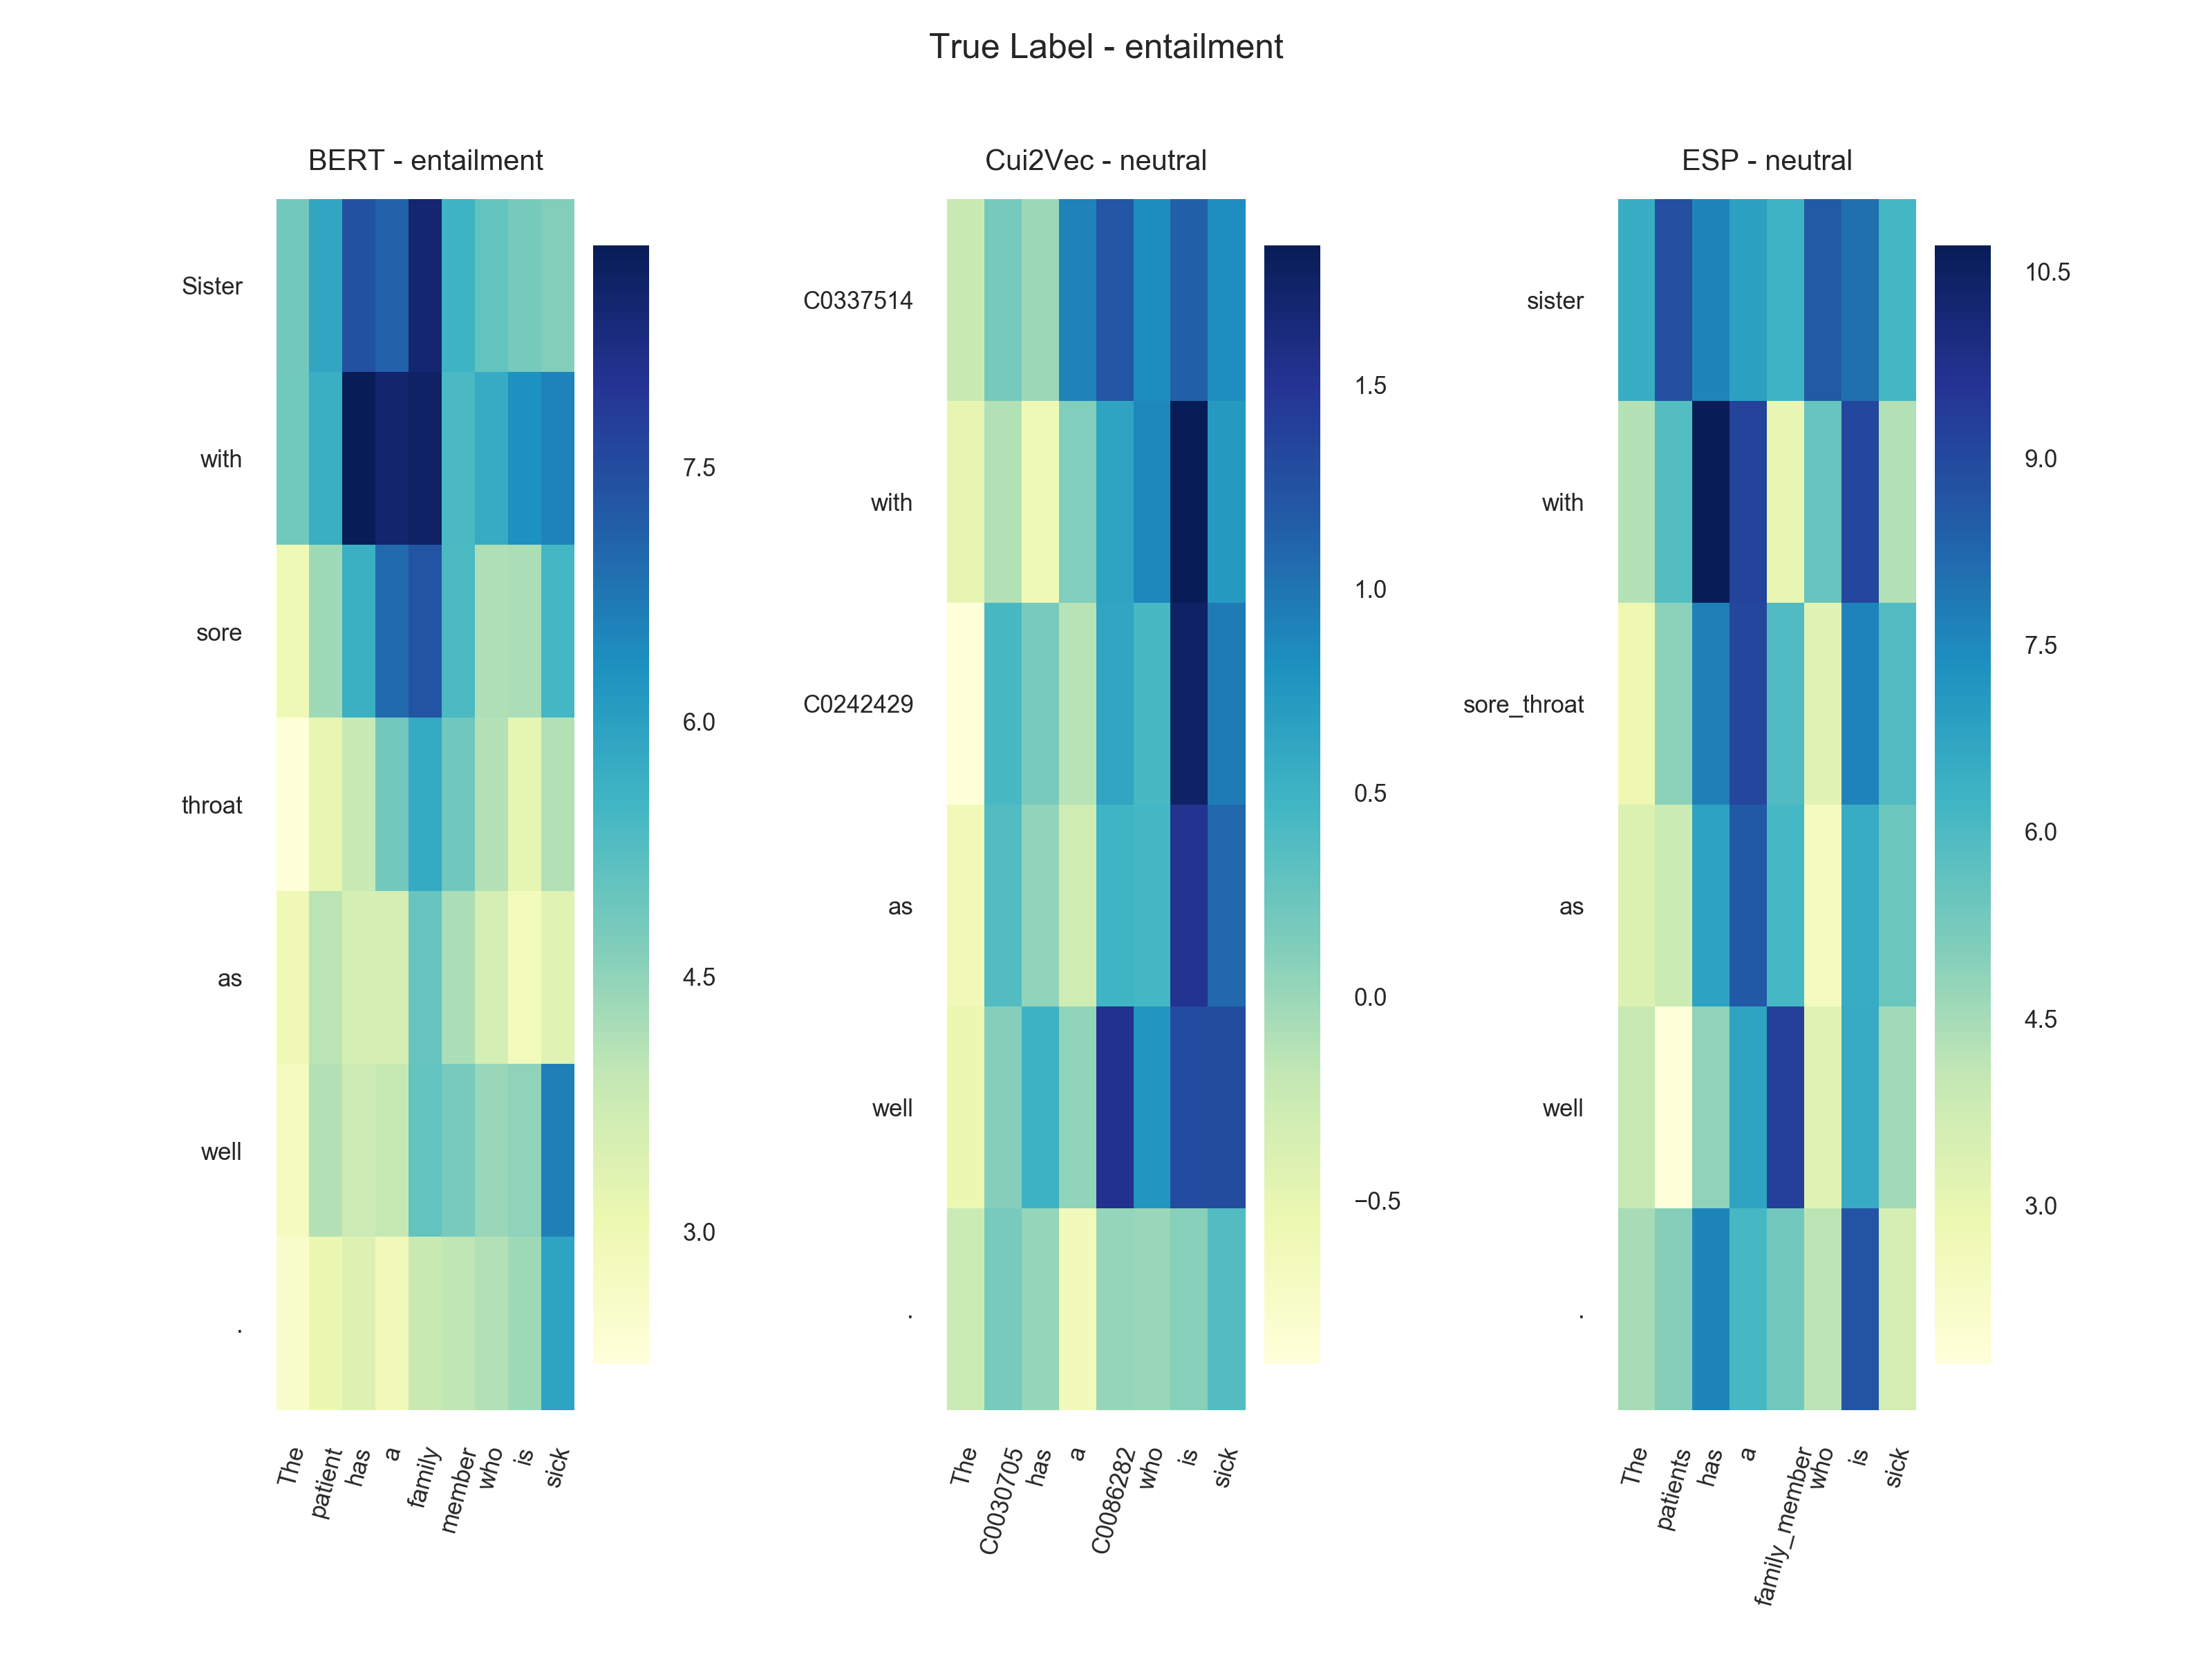 True Label - entailment
BERT - entailment
Sister
with
sore
throat
as
well
.
The
patient
has
a
family
member
who
is
sick
7.5
6.0
4.5
3.0
Cui2Vec - neutral
C0337514
with
C0242429
as
well
.
The
C0030705
has
a
C0086282
who
is
sick
1.5
1.0
0.5
0.0
−0.5
ESP - neutral
sister
with
sore_throat
as
well
.
The
patients
has
a
family_member
who
is
sick
10.5
9.0
7.5
6.0
4.5
3.0